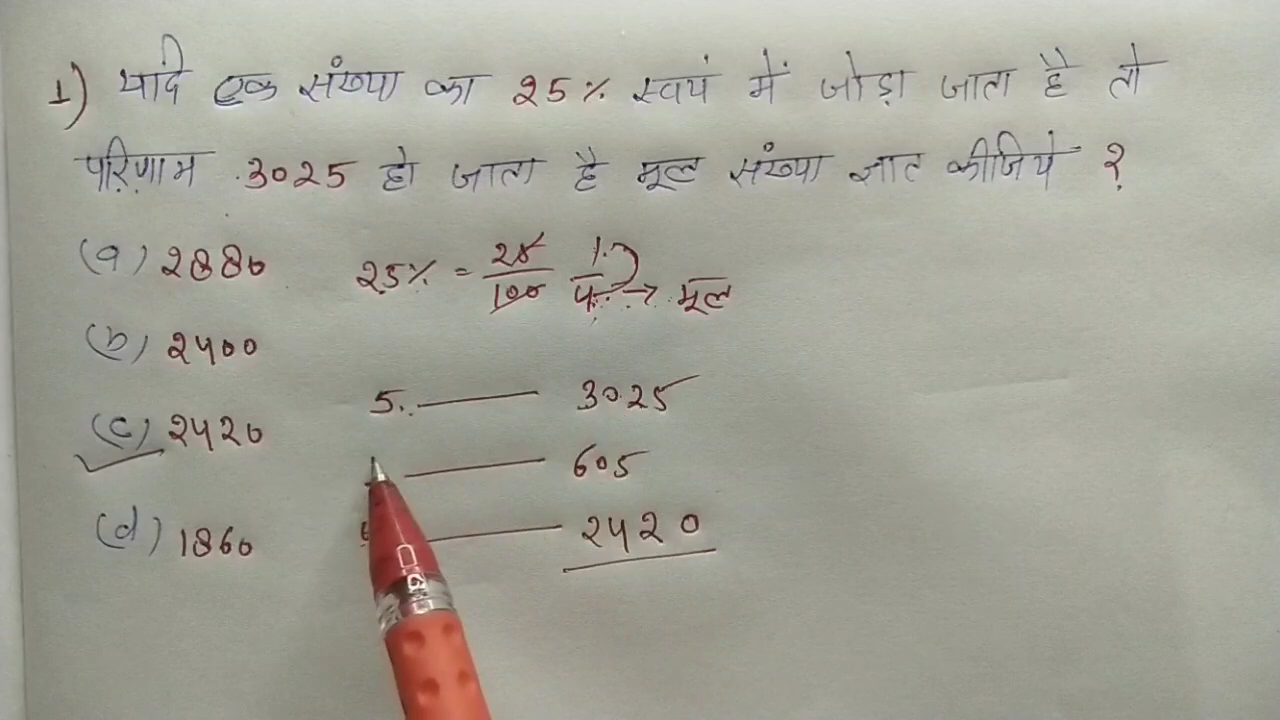 1) यदि एक संख्या का 25% स्वयं में जोड़ा जाता है तो
परिणाम 3025 हो जाता है मूल संख्या ज्ञात कीजिये ?
(a) 2880
25% = 25/100 1/4 → मूल
(b) 2400
5 — 3025
(c) 2420
— 605
(d) 1860
— 2420